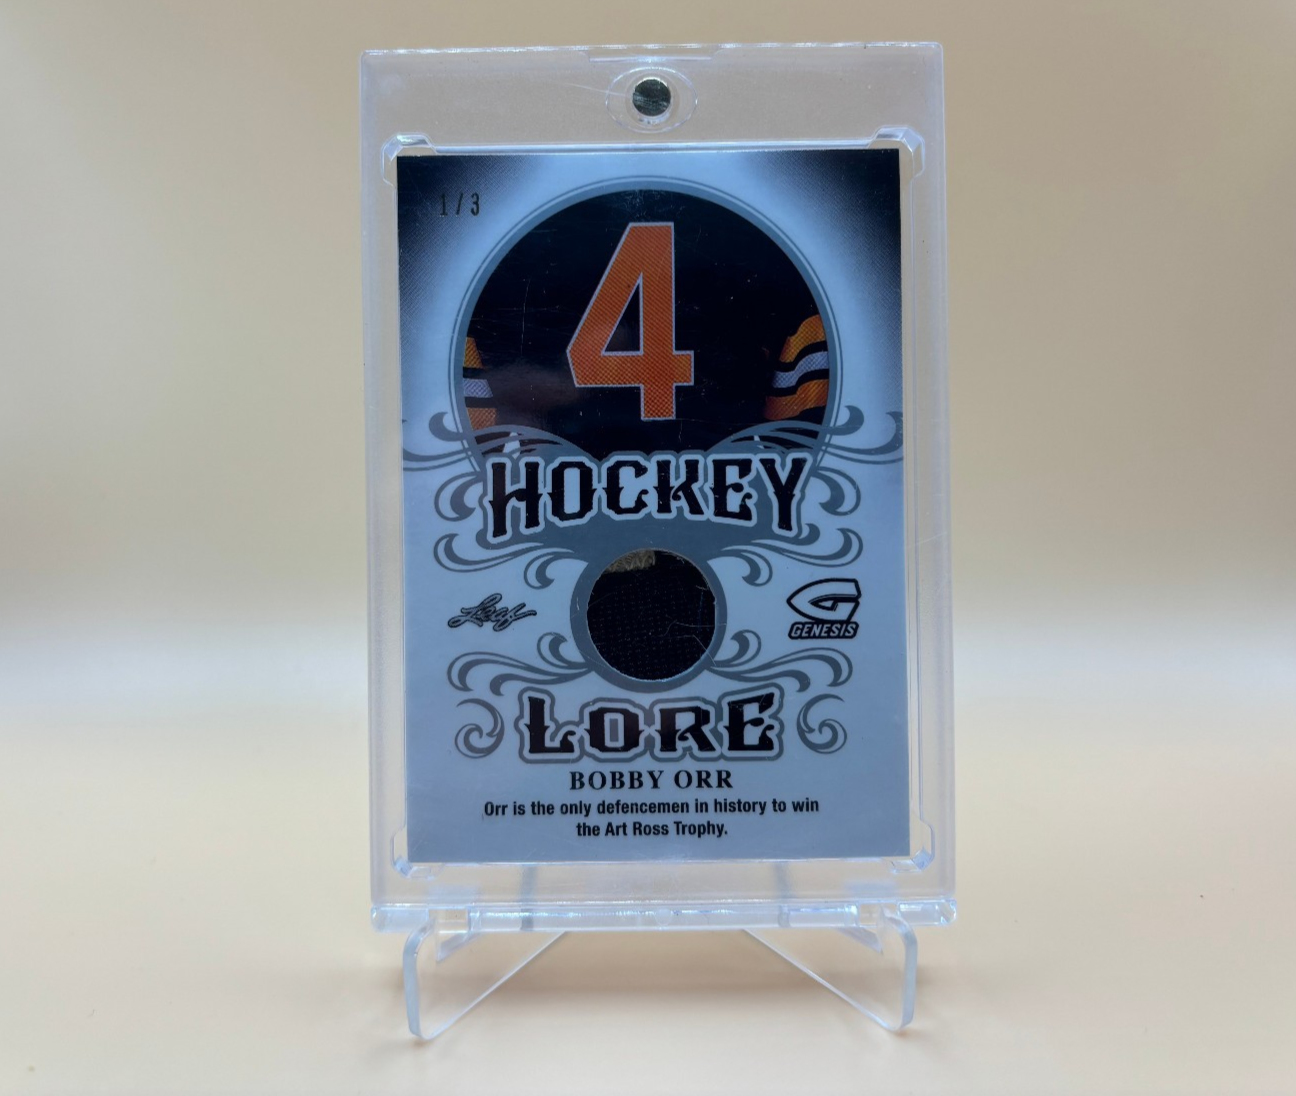 1/3
4
HOCKEY
Leaf
G
GENESIS
LORE
BOBBY ORR
Orr is the only defencemen in history to win
the Art Ross Trophy.